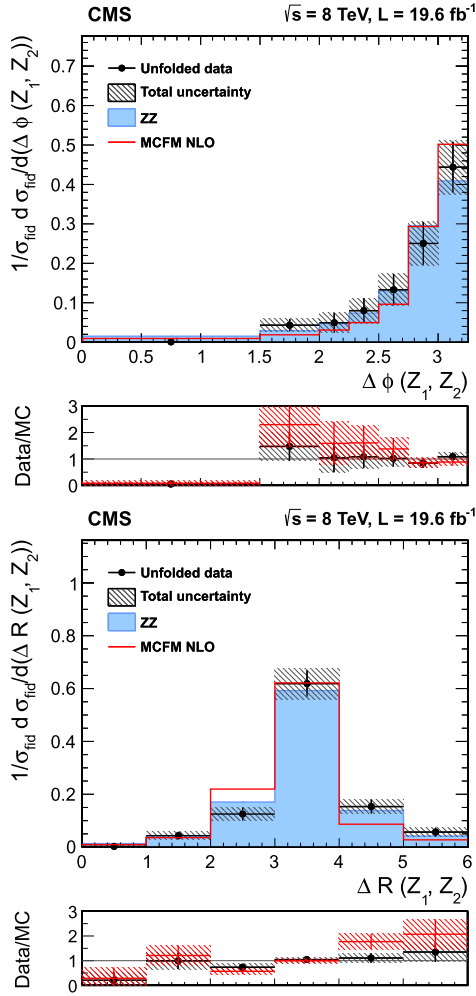 CMS √s = 8 TeV, L = 19.6 fb⁻¹
1/σfid d σfid/d(Δ ϕ (Z₁, Z₂))
Unfolded data
Total uncertainty
ZZ
MCFM NLO
0.7
0.6
0.5
0.4
0.3
0.2
0.1
0
0 0.5 1 1.5 2 2.5 3
Δ ϕ (Z₁, Z₂)
Data/MC
3
2
1
0
CMS √s = 8 TeV, L = 19.6 fb⁻¹
1/σfid d σfid/d(Δ R (Z₁, Z₂))
Unfolded data
Total uncertainty
ZZ
MCFM NLO
1
0.8
0.6
0.4
0.2
0
0 1 2 3 4 5 6
Δ R (Z₁, Z₂)
Data/MC
3
2
1
0